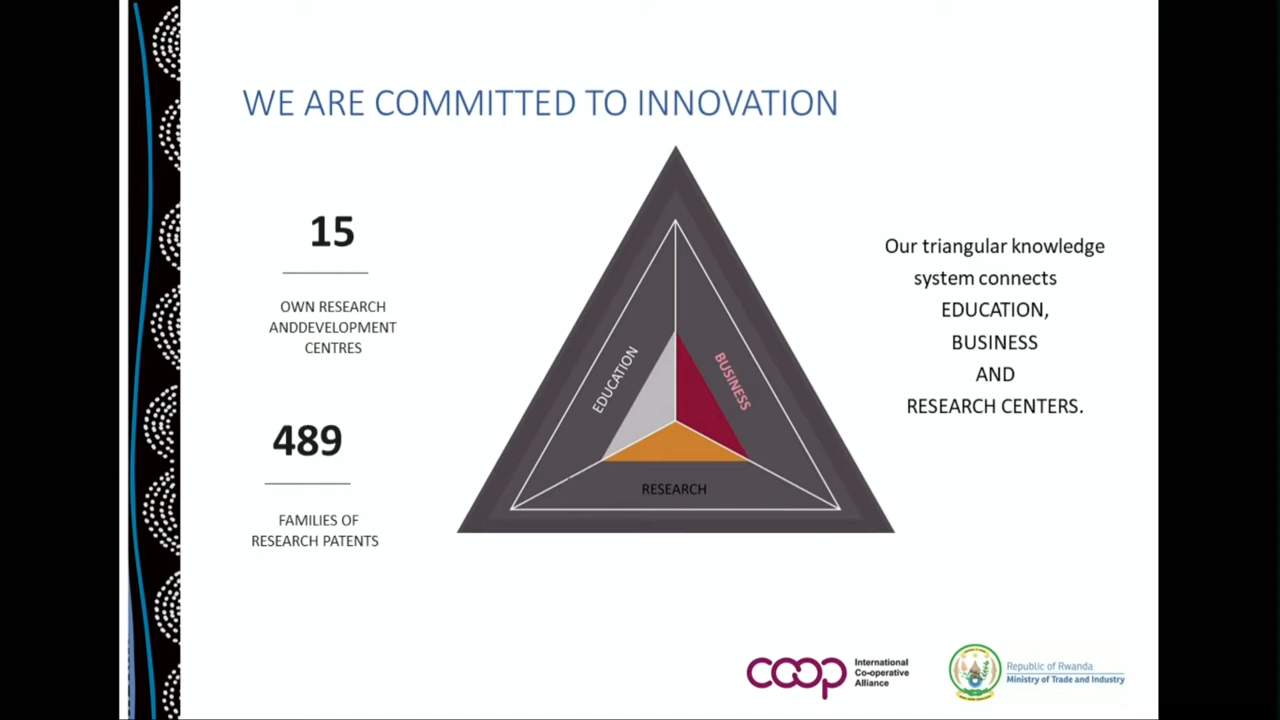 WE ARE COMMITTED TO INNOVATION
15
OWN RESEARCH
ANDDEVELOPMENT
CENTRES
489
FAMILIES OF
RESEARCH PATENTS
EDUCATION
BUSINESS
RESEARCH
Our triangular knowledge
system connects
EDUCATION,
BUSINESS
AND
RESEARCH CENTERS.
coop
International
Co-operative
Alliance
Republic of Rwanda
Ministry of Trade and Industry